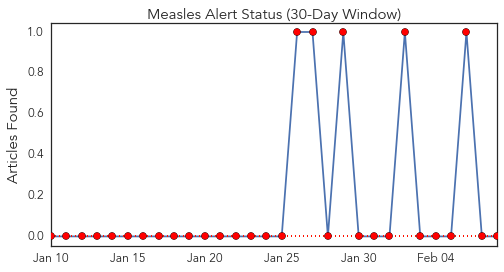 Measles Alert Status (30-Day Window)
Articles Found
1.0
0.8
0.6
0.4
0.2
0.0
Jan 10 Jan 15 Jan 20 Jan 25 Jan 30 Feb 04